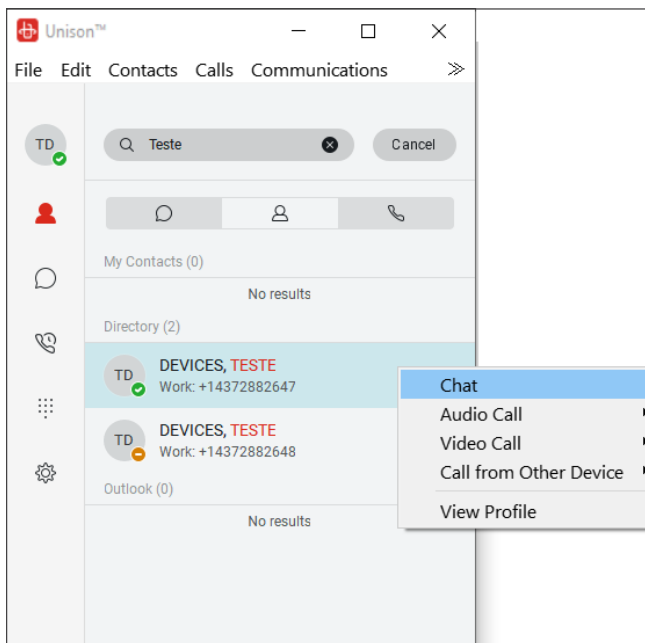 Unison™
File Edit Contacts Calls Communications
TD
Teste
Cancel
My Contacts (0)
No results
Directory (2)
TD
DEVICES, TESTE
Work: +14372882647
TD
DEVICES, TESTE
Work: +14372882648
Outlook (0)
No results
Chat
Audio Call
Video Call
Call from Other Device
View Profile